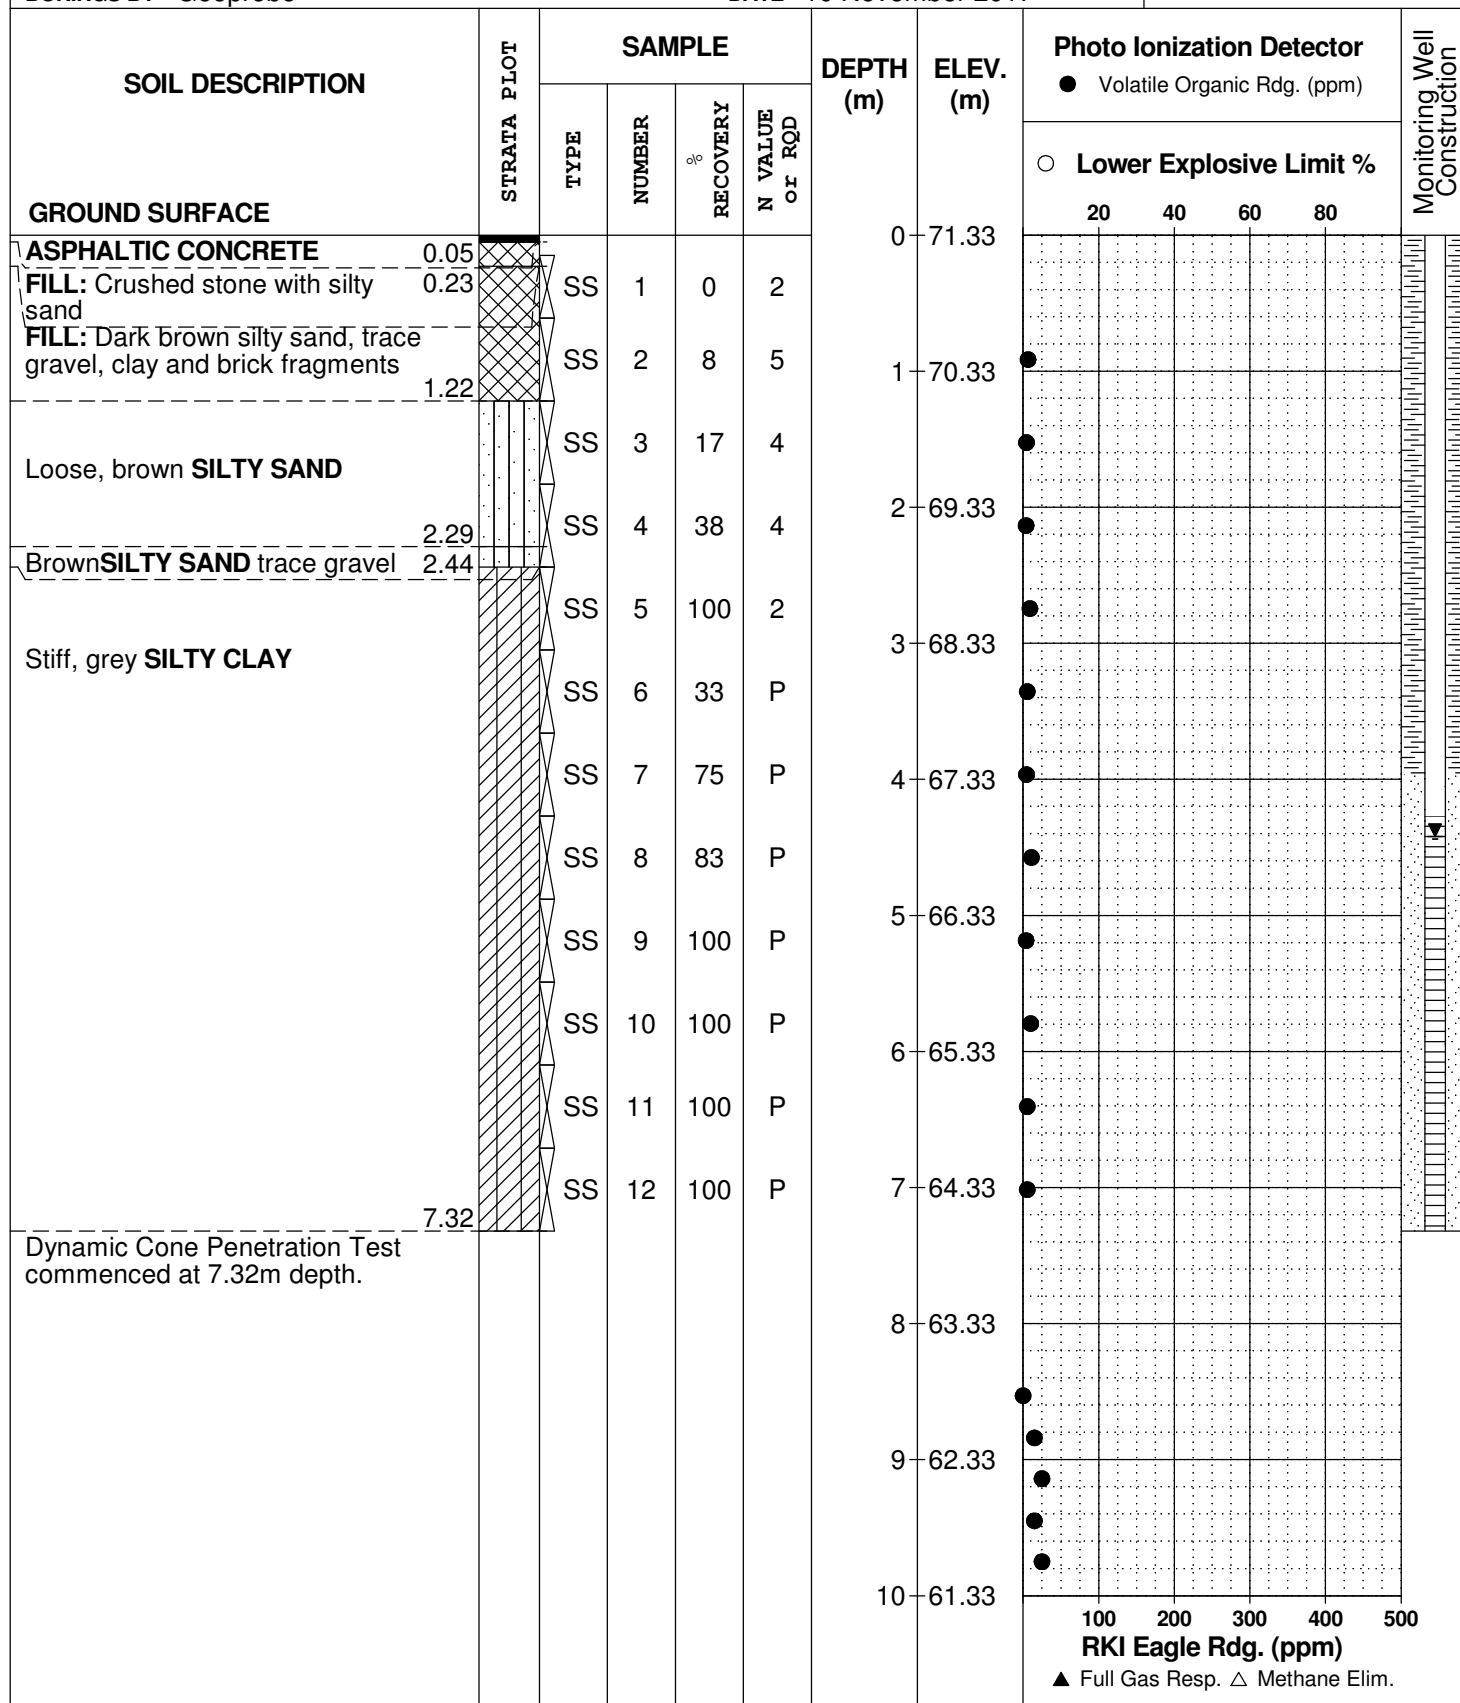 SOIL DESCRIPTION
GROUND SURFACE
STRATA PLOT
SAMPLE
TYPE
NUMBER
% RECOVERY
N VALUE or RQD
DEPTH (m)
ELEV. (m)
Photo Ionization Detector
● Volatile Organic Rdg. (ppm)
○ Lower Explosive Limit %
20 40 60 80
Monitoring Well Construction
ASPHALTIC CONCRETE 0.05
FILL: Crushed stone with silty 0.23
sand
FILL: Dark brown silty sand, trace
gravel, clay and brick fragments
1.22
Loose, brown SILTY SAND
2.29
BrownSILTY SAND trace gravel 2.44
Stiff, grey SILTY CLAY
7.32
Dynamic Cone Penetration Test
commenced at 7.32m depth.
SS 1 0 2
SS 2 8 5
SS 3 17 4
SS 4 38 4
SS 5 100 2
SS 6 33 P
SS 7 75 P
SS 8 83 P
SS 9 100 P
SS 10 100 P
SS 11 100 P
SS 12 100 P
0 71.33
1 70.33
2 69.33
3 68.33
4 67.33
5 66.33
6 65.33
7 64.33
8 63.33
9 62.33
10 61.33
100 200 300 400 500
RKI Eagle Rdg. (ppm)
▲ Full Gas Resp. △ Methane Elim.